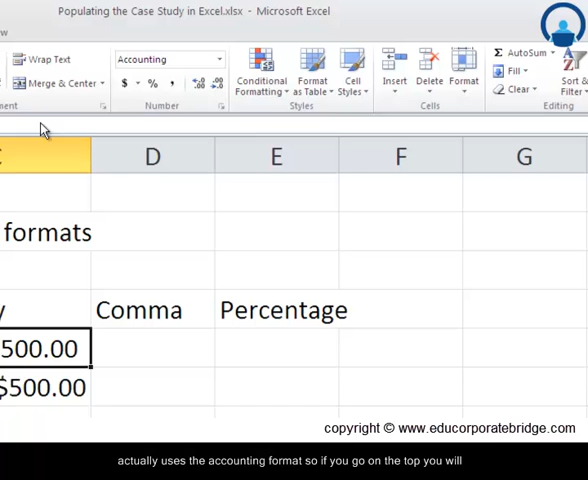 Populating the Case Study in Excel.xlsx - Microsoft Excel
Wrap Text
Accounting
Conditional Formatting
Format as Table
Cell Styles
Insert
Delete
Format
Σ AutoSum
Fill
Clear
Sort & Filter
Merge & Center
$ % ,
Number
Styles
Cells
Editing
D E F G
formats
Comma Percentage
500.00
$500.00
copyright © www.educorporatebridge.com
actually uses the accounting format so if you go on the top you will